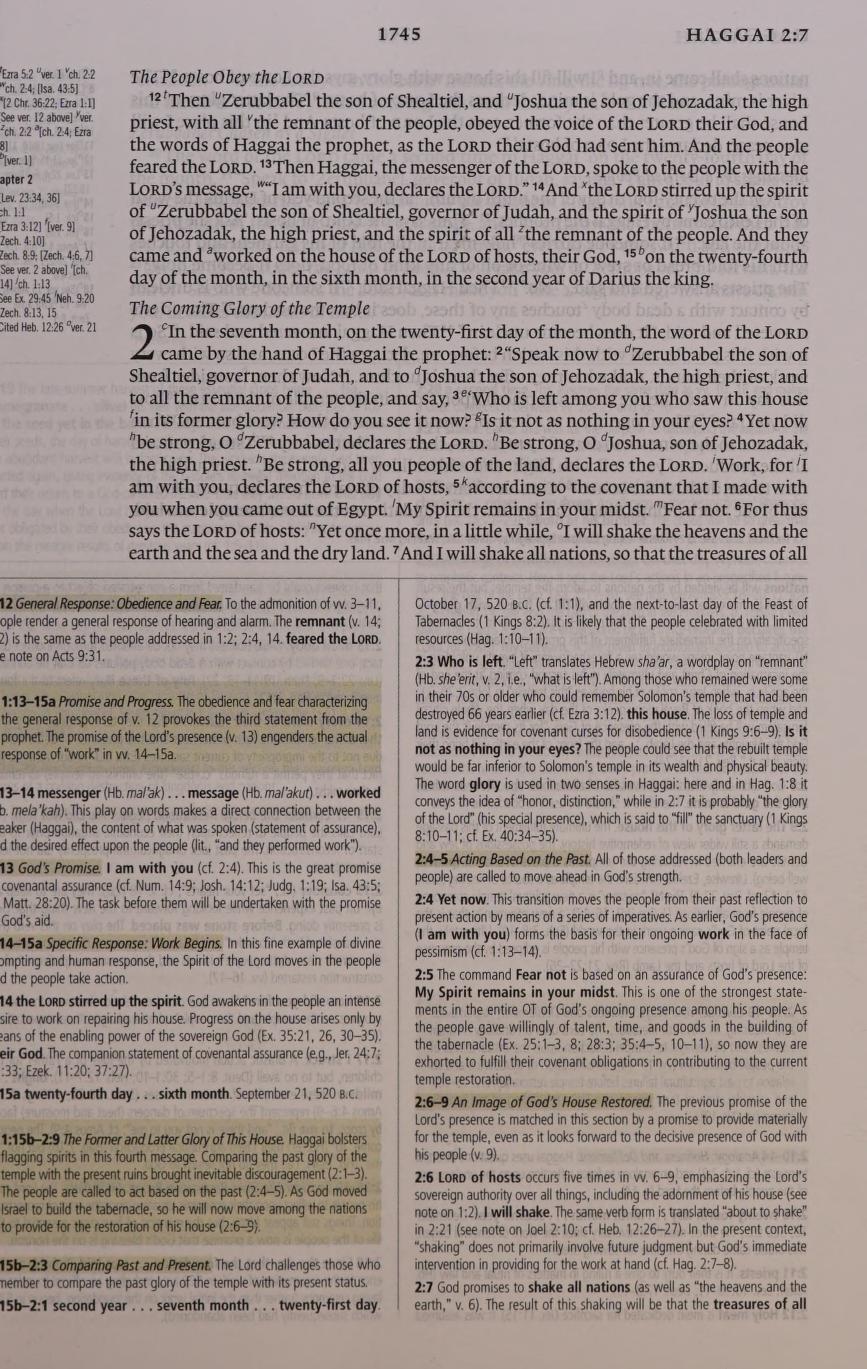 1745
HAGGAI 2:7
Ezra 5:2 ᵘver. 1 ᵛch. 2:2
ʷch. 2:4; [Isa. 43:5]
ˣ[2 Chr. 36:22; Ezra 1:1]
See ver. 12 above] ʸver.
ᶻch. 2:2 ᵃ[ch. 2:4; Ezra
8]
ᵇ[ver. 1]
apter 2
Lev. 23:34, 36]
ch. 1:1
Ezra 3:12] ᶠ[ver. 9]
Zech. 4:10]
Zech. 8:9; [Zech. 4:6, 7]
See ver. 2 above] ⁱ[ch.
14] ʲch. 1:13
See Ex. 29:45 ˡNeh. 9:20
Zech. 8:13, 15
Cited Heb. 12:26 ᵒver. 21
The People Obey the LORD
12ᵗThen ᵘZerubbabel the son of Shealtiel, and ᵘJoshua the son of Jehozadak, the high
priest, with all ᵛthe remnant of the people, obeyed the voice of the LORD their God, and
the words of Haggai the prophet, as the LORD their God had sent him. And the people
feared the LORD. 13Then Haggai, the messenger of the LORD, spoke to the people with the
LORD's message, ʷ“I am with you, declares the LORD.” 14And ˣthe LORD stirred up the spirit
of ᵘZerubbabel the son of Shealtiel, governor of Judah, and the spirit of ʸJoshua the son
of Jehozadak, the high priest, and the spirit of all ᶻthe remnant of the people. And they
came and ᵃworked on the house of the LORD of hosts, their God, 15ᵇon the twenty-fourth
day of the month, in the sixth month, in the second year of Darius the king.
The Coming Glory of the Temple
2 ᶜIn the seventh month, on the twenty-first day of the month, the word of the LORD
came by the hand of Haggai the prophet: 2“Speak now to ᵈZerubbabel the son of
Shealtiel, governor of Judah, and to ᵈJoshua the son of Jehozadak, the high priest, and
to all the remnant of the people, and say, 3ᵉ‘Who is left among you who saw this house
ᶠin its former glory? How do you see it now? ᵍIs it not as nothing in your eyes? 4Yet now
ʰbe strong, O ᵈZerubbabel, declares the LORD. ʰBe strong, O ᵈJoshua, son of Jehozadak,
the high priest. ʰBe strong, all you people of the land, declares the LORD. ⁱWork, for ʲI
am with you, declares the LORD of hosts, 5ᵏaccording to the covenant that I made with
you when you came out of Egypt. ˡMy Spirit remains in your midst. ᵐFear not. 6For thus
says the LORD of hosts: ⁿYet once more, in a little while, ᵒI will shake the heavens and the
earth and the sea and the dry land. 7And I will shake all nations, so that the treasures of all
12 General Response: Obedience and Fear. To the admonition of vv. 3–11,
ople render a general response of hearing and alarm. The remnant (v. 14;
2) is the same as the people addressed in 1:2; 2:4, 14. feared the LORD.
e note on Acts 9:31.
1:13–15a Promise and Progress. The obedience and fear characterizing
the general response of v. 12 provokes the third statement from the
prophet. The promise of the Lord's presence (v. 13) engenders the actual
response of “work” in vv. 14–15a.
13–14 messenger (Hb. mal'ak) . . . message (Hb. mal'akut) . . . worked
b. mela'kah). This play on words makes a direct connection between the
eaker (Haggai), the content of what was spoken (statement of assurance),
d the desired effect upon the people (lit., “and they performed work”).
13 God's Promise. I am with you (cf. 2:4). This is the great promise
covenantal assurance (cf. Num. 14:9; Josh. 14:12; Judg. 1:19; Isa. 43:5;
Matt. 28:20). The task before them will be undertaken with the promise
God's aid.
14–15a Specific Response: Work Begins. In this fine example of divine
ompting and human response, the Spirit of the Lord moves in the people
d the people take action.
14 the LORD stirred up the spirit. God awakens in the people an intense
sire to work on repairing his house. Progress on the house arises only by
eans of the enabling power of the sovereign God (Ex. 35:21, 26, 30–35).
eir God. The companion statement of covenantal assurance (e.g., Jer. 24:7;
:33; Ezek. 11:20; 37:27).
15a twenty-fourth day . . . sixth month. September 21, 520 B.C.
1:15b–2:9 The Former and Latter Glory of This House. Haggai bolsters
flagging spirits in this fourth message. Comparing the past glory of the
temple with the present ruins brought inevitable discouragement (2:1–3).
The people are called to act based on the past (2:4–5). As God moved
Israel to build the tabernacle, so he will now move among the nations
to provide for the restoration of his house (2:6–9).
15b–2:3 Comparing Past and Present. The Lord challenges those who
member to compare the past glory of the temple with its present status.
15b–2:1 second year . . . seventh month . . . twenty-first day.
October 17, 520 B.C. (cf. 1:1), and the next-to-last day of the Feast of
Tabernacles (1 Kings 8:2). It is likely that the people celebrated with limited
resources (Hag. 1:10–11).
2:3 Who is left. “Left” translates Hebrew sha'ar, a wordplay on “remnant”
(Hb. she'erit, v. 2, i.e., “what is left”). Among those who remained were some
in their 70s or older who could remember Solomon's temple that had been
destroyed 66 years earlier (cf. Ezra 3:12). this house. The loss of temple and
land is evidence for covenant curses for disobedience (1 Kings 9:6–9). Is it
not as nothing in your eyes? The people could see that the rebuilt temple
would be far inferior to Solomon's temple in its wealth and physical beauty.
The word glory is used in two senses in Haggai: here and in Hag. 1:8 it
conveys the idea of “honor, distinction,” while in 2:7 it is probably “the glory
of the Lord” (his special presence), which is said to “fill” the sanctuary (1 Kings
8:10–11; cf. Ex. 40:34–35).
2:4–5 Acting Based on the Past. All of those addressed (both leaders and
people) are called to move ahead in God's strength.
2:4 Yet now. This transition moves the people from their past reflection to
present action by means of a series of imperatives. As earlier, God's presence
(I am with you) forms the basis for their ongoing work in the face of
pessimism (cf. 1:13–14).
2:5 The command Fear not is based on an assurance of God's presence:
My Spirit remains in your midst. This is one of the strongest state-
ments in the entire OT of God's ongoing presence among his people. As
the people gave willingly of talent, time, and goods in the building of
the tabernacle (Ex. 25:1–3, 8; 28:3; 35:4–5, 10–11), so now they are
exhorted to fulfill their covenant obligations in contributing to the current
temple restoration.
2:6–9 An Image of God's House Restored. The previous promise of the
Lord's presence is matched in this section by a promise to provide materially
for the temple, even as it looks forward to the decisive presence of God with
his people (v. 9).
2:6 LORD of hosts occurs five times in vv. 6–9, emphasizing the Lord's
sovereign authority over all things, including the adornment of his house (see
note on 1:2). I will shake. The same verb form is translated “about to shake”
in 2:21 (see note on Joel 2:10; cf. Heb. 12:26–27). In the present context,
“shaking” does not primarily involve future judgment but God's immediate
intervention in providing for the work at hand (cf. Hag. 2:7–8).
2:7 God promises to shake all nations (as well as “the heavens and the
earth,” v. 6). The result of this shaking will be that the treasures of all